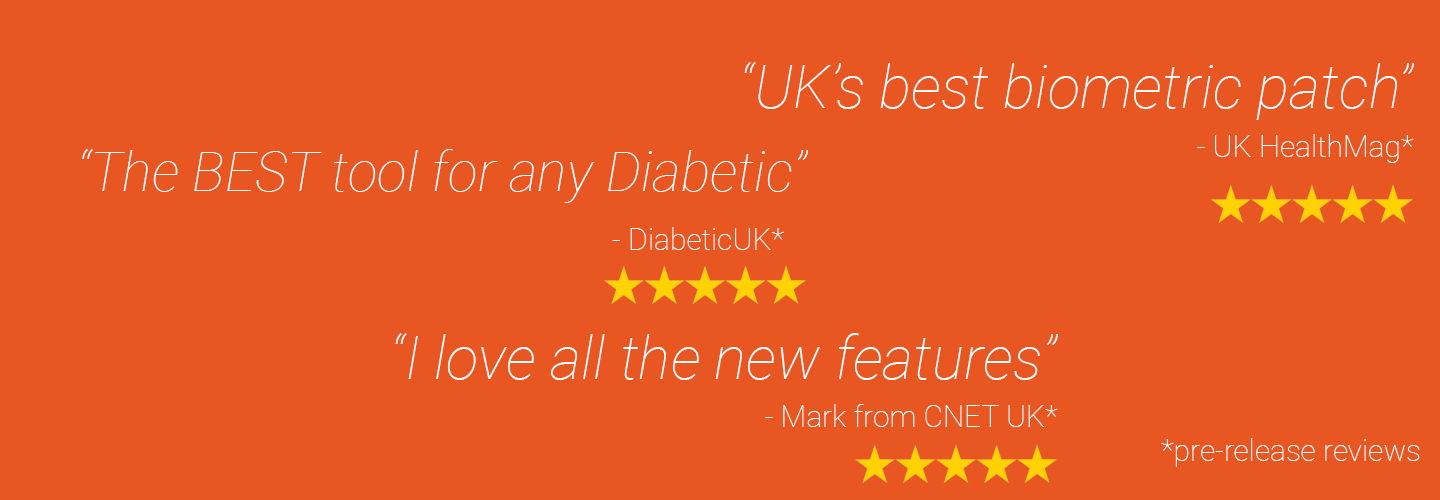 “UK’s best biometric patch”
- UK HealthMag*
“The BEST tool for any Diabetic”
- DiabeticUK*
“I love all the new features”
- Mark from CNET UK*
*pre-release reviews